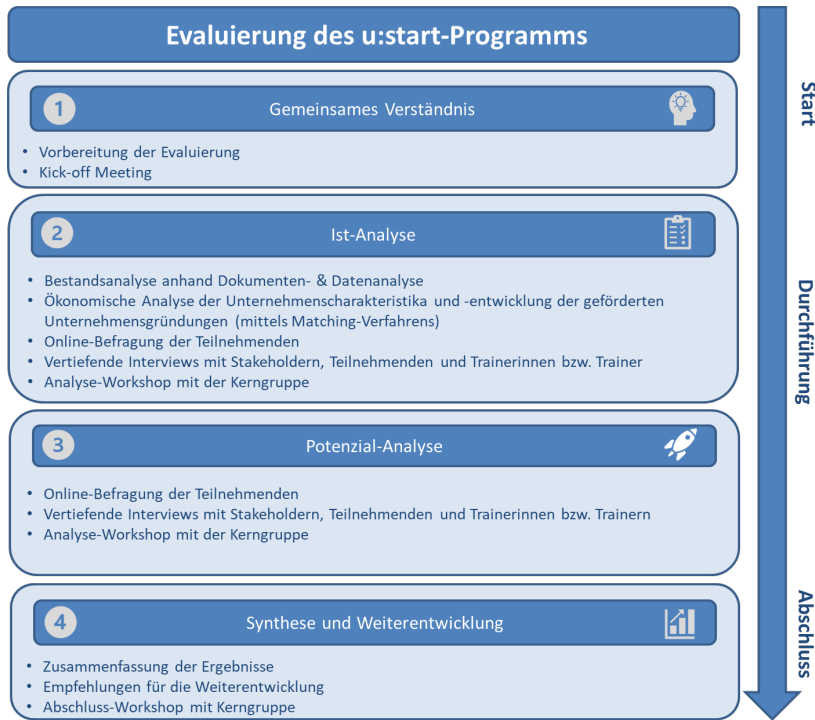 Evaluierung des u:start-Programms
Start
1
Gemeinsames Verständnis
• Vorbereitung der Evaluierung
• Kick-off Meeting
2
Ist-Analyse
• Bestandsanalyse anhand Dokumenten- & Datenanalyse
• Ökonomische Analyse der Unternehmenscharakteristika und -entwicklung der geförderten
Unternehmensgründungen (mittels Matching-Verfahrens)
• Online-Befragung der Teilnehmenden
• Vertiefende Interviews mit Stakeholdern, Teilnehmenden und Trainerinnen bzw. Trainer
• Analyse-Workshop mit der Kerngruppe
Durchführung
3
Potenzial-Analyse
• Online-Befragung der Teilnehmenden
• Vertiefende Interviews mit Stakeholdern, Teilnehmenden und Trainerinnen bzw. Trainern
• Analyse-Workshop mit der Kerngruppe
4
Synthese und Weiterentwicklung
• Zusammenfassung der Ergebnisse
• Empfehlungen für die Weiterentwicklung
• Abschluss-Workshop mit Kerngruppe
Abschluss